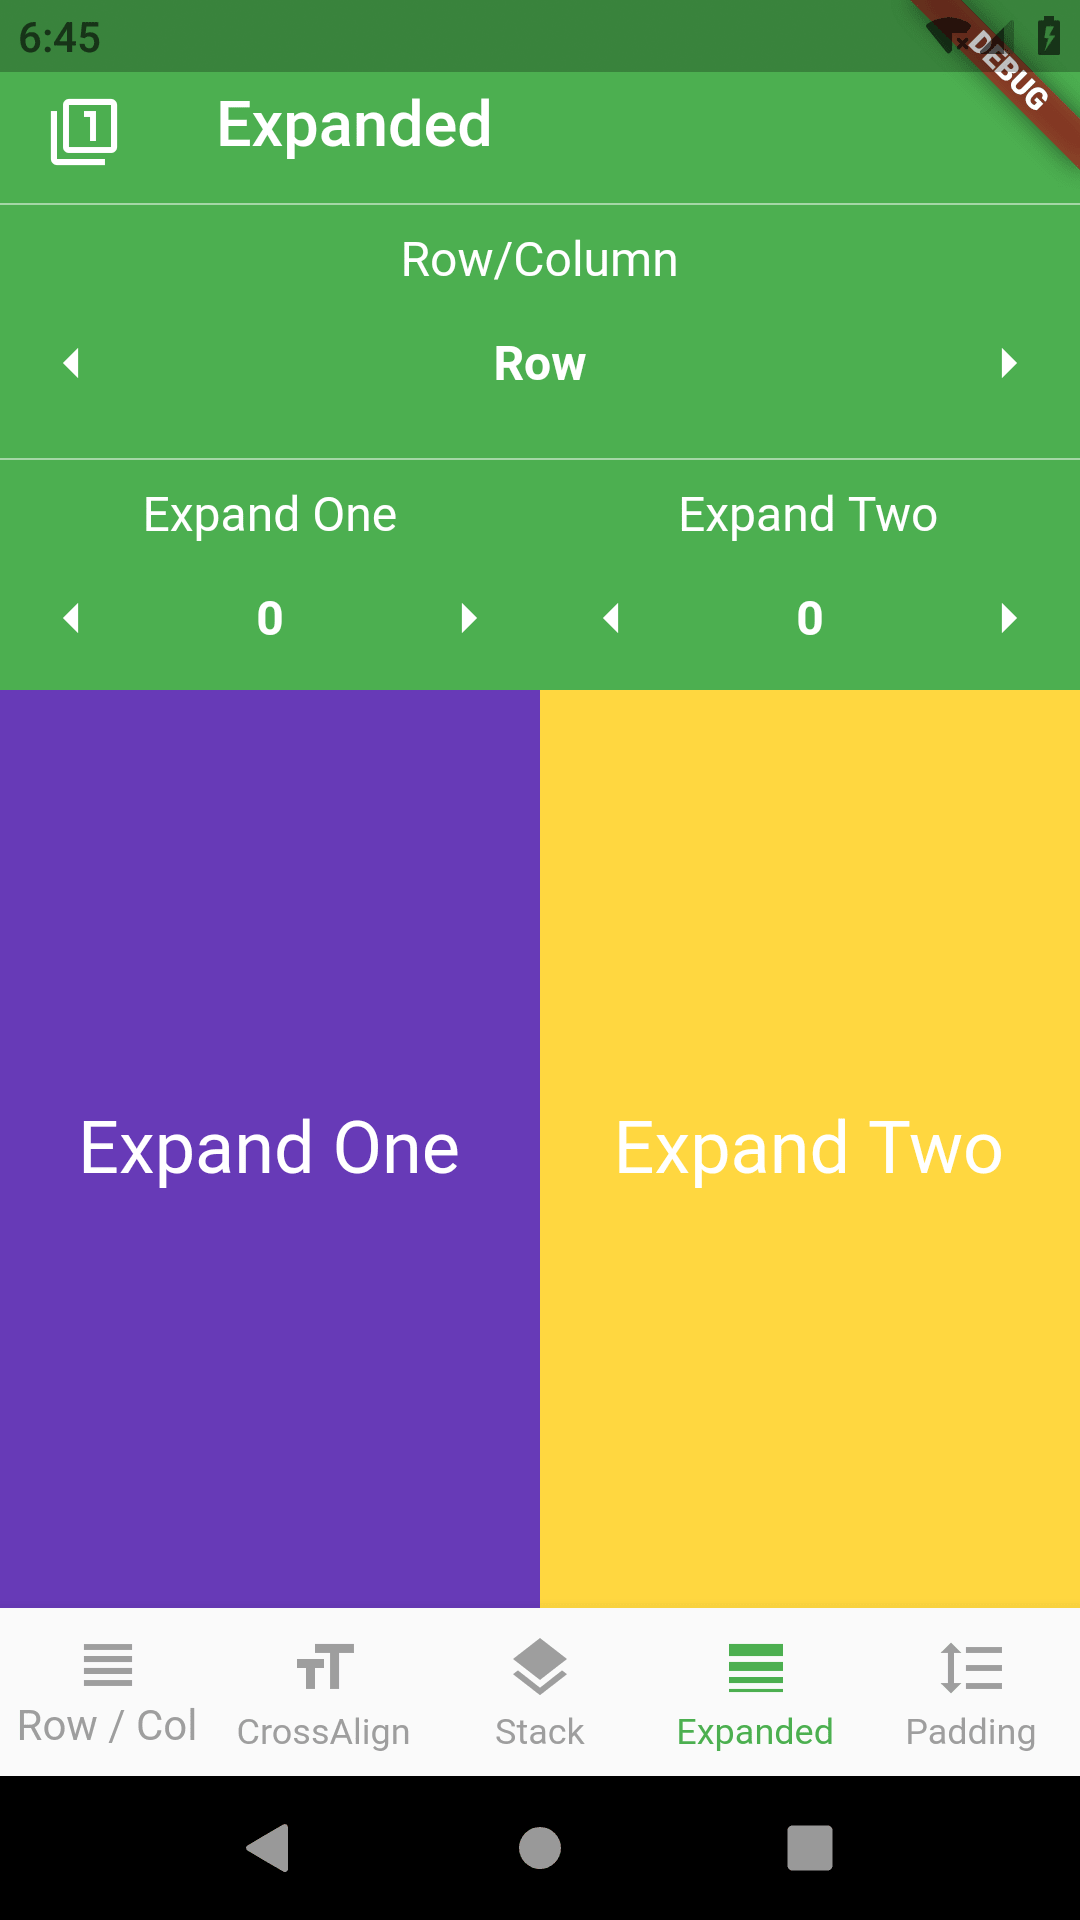 6:45
DEBUG
1
Expanded
Row/Column
Row
Expand One
Expand Two
0
0
Expand One
Expand Two
Row / Col
CrossAlign
Stack
Expanded
Padding